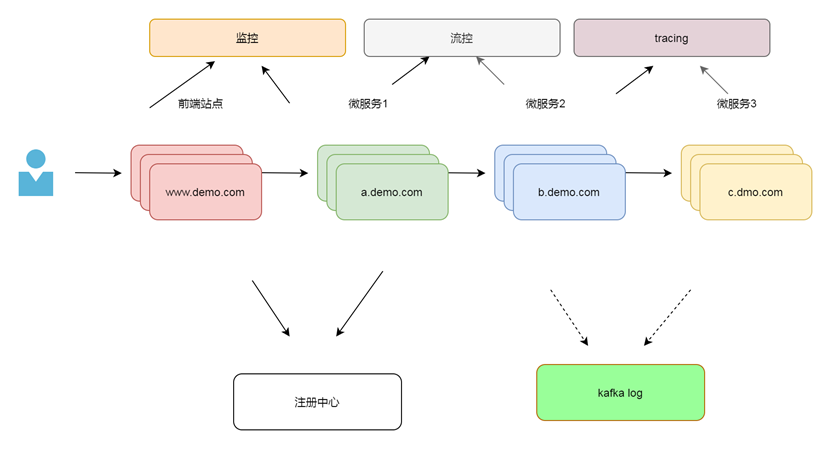 监控
流控
tracing
前端站点
微服务1
微服务2
微服务3
www.demo.com
a.demo.com
b.demo.com
c.dmo.com
注册中心
kafka log